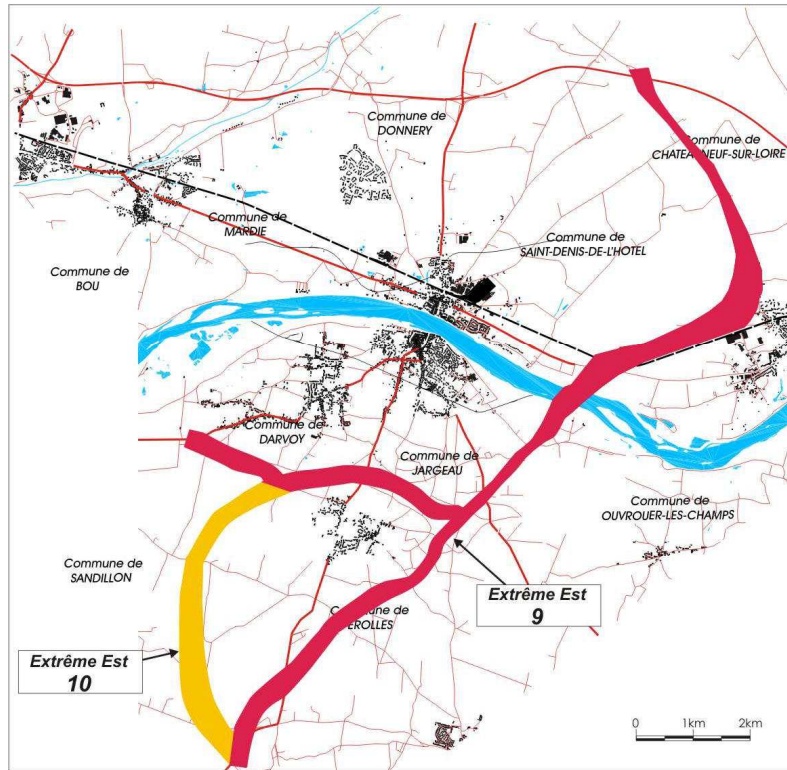 Commune de
DONNERY
Commune de
CHATEAUNEUF-SUR-LOIRE
Commune de
MARDIE
Commune de
SAINT-DENIS-DE-L'HOTEL
Commune de
BOU
Commune de
DARVOY
Commune de
JARGEAU
Commune de
OUVROUER-LES-CHAMPS
Commune de
SANDILLON
Extrême Est
9
Commune de
Extrême Est
10
0 1km 2km